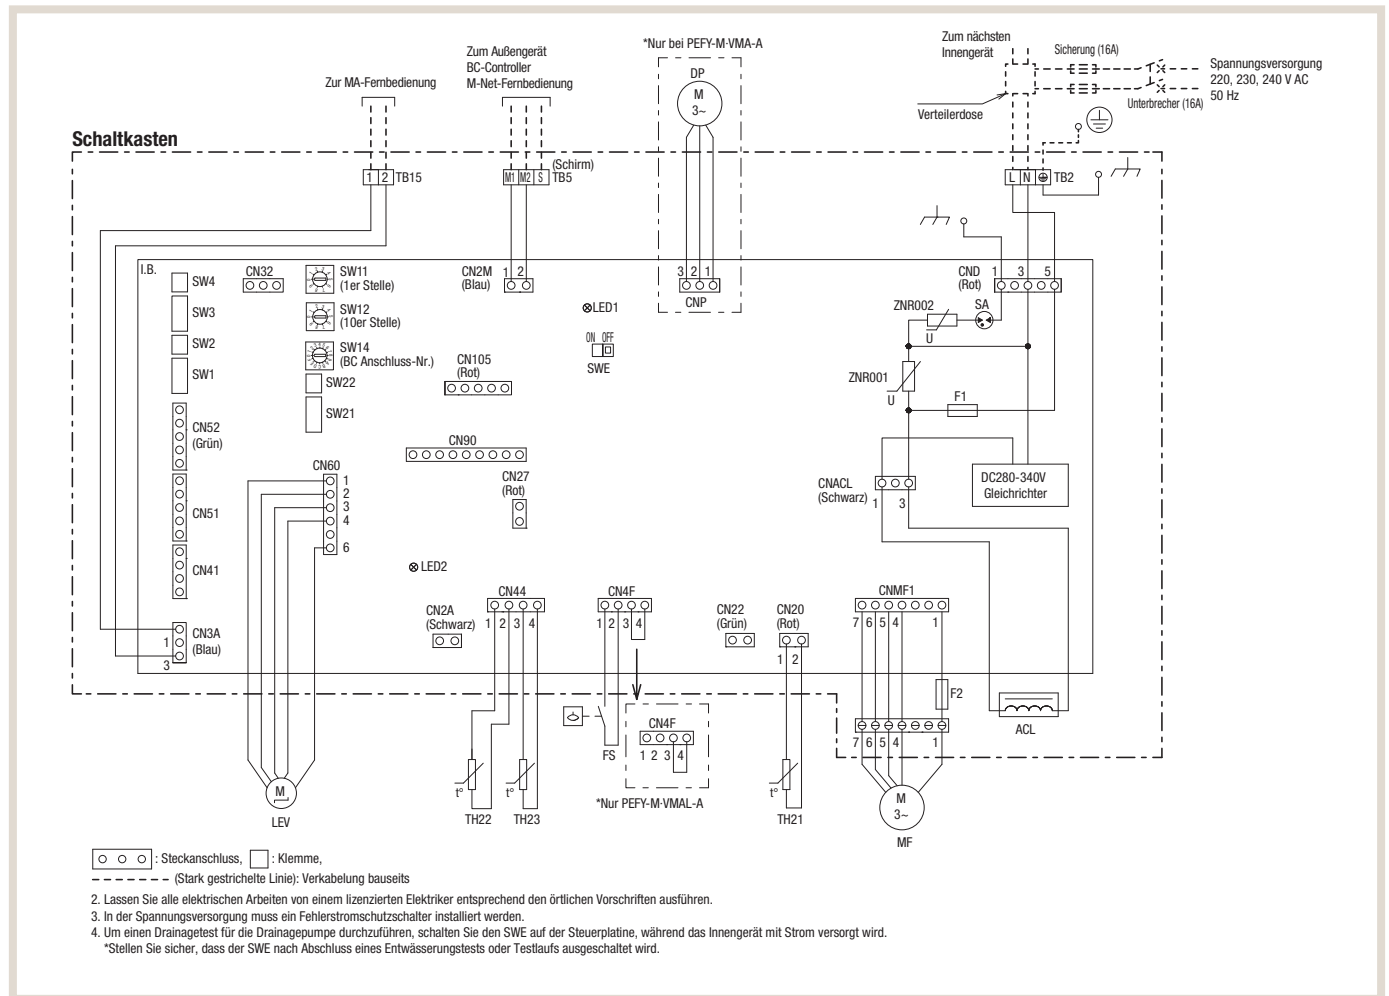 *Nur bei PEFY-M·VMA-A
Zum nächsten
Innengerät
Sicherung (16A)
Zum Außengerät
BC-Controller
M-Net-Fernbedienung
DP
M
3~
Spannungsversorgung
220, 230, 240 V AC
50 Hz
Zur MA-Fernbedienung
Unterbrecher (16A)
Verteilerdose
Schaltkasten
(Schirm)
1 2 TB15
M1 M2 S TB5
L N TB2
I.B.
SW4
CN32
SW11
(1er Stelle)
CN2M
(Blau)
1 2
3 2 1
CNP
CND
(Rot)
1 3 5
SW3
SW12
(10er Stelle)
LED1
ZNR002
SA
U
SW2
SW14
(BC Anschluss-Nr.)
ON OFF
SWE
SW1
SW22
CN105
(Rot)
ZNR001
U
F1
SW21
CN52
(Grün)
CN90
CN60
1
2
3
4
6
CN27
(Rot)
CNACL
(Schwarz)
1 3
DC280-340V
Gleichrichter
CN51
LED2
CN41
CN44
1 2 3 4
CN4F
1 2 3 4
CNMF1
7 6 5 4 1
CN2A
(Schwarz)
CN22
(Grün)
CN20
(Rot)
1 2
CN3A
(Blau)
1
3
F2
CN4F
1 2 3 4
FS
ACL
7 6 5 4 1
M
LEV
t°
TH22
t°
TH23
*Nur PEFY-M·VMAL-A
t°
TH21
M
3~
MF
: Steckanschluss, : Klemme,
(Stark gestrichelte Linie): Verkabelung bauseits
2. Lassen Sie alle elektrischen Arbeiten von einem lizenzierten Elektriker entsprechend den örtlichen Vorschriften ausführen.
3. In der Spannungsversorgung muss ein Fehlerstromschutzschalter installiert werden.
4. Um einen Drainagetest für die Drainagepumpe durchzuführen, schalten Sie den SWE auf der Steuerplatine, während das Innengerät mit Strom versorgt wird.
*Stellen Sie sicher, dass der SWE nach Abschluss eines Entwässerungstests oder Testlaufs ausgeschaltet wird.